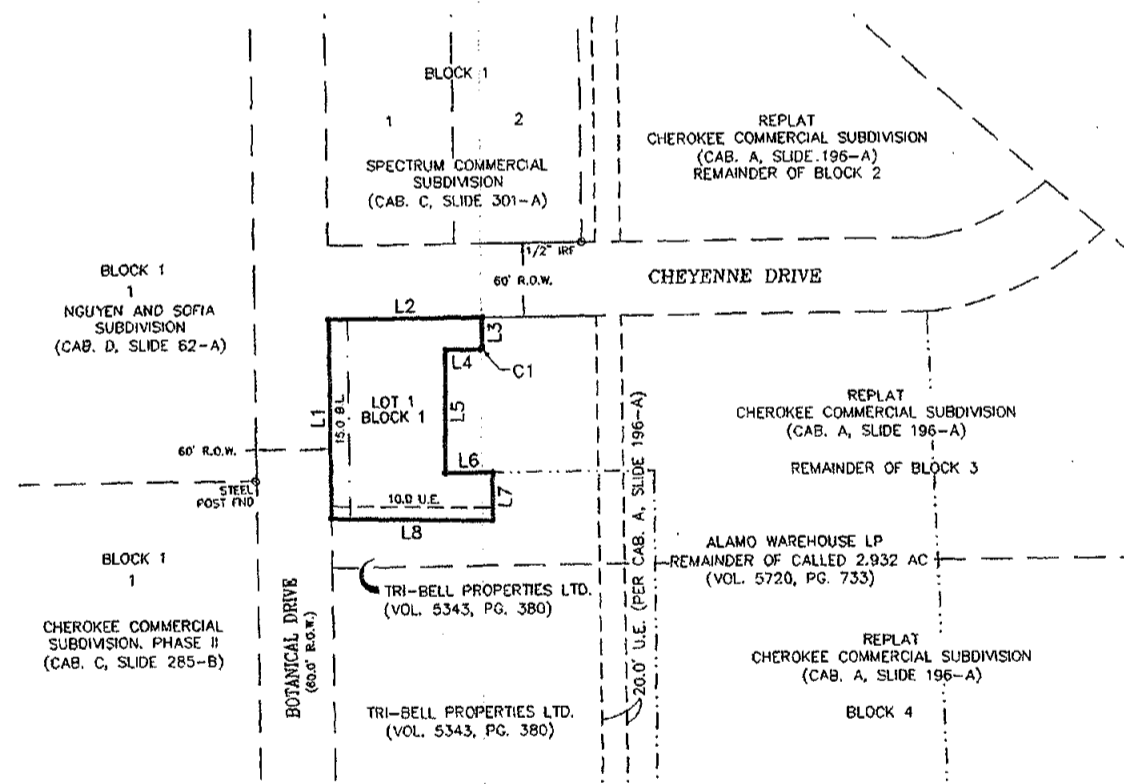 BLOCK 1
1
2
SPECTRUM COMMERCIAL
SUBDIVISION
(CAB. C, SLIDE 301-A)
REPLAT
CHEROKEE COMMERCIAL SUBDIVISION
(CAB. A, SLIDE 196-A)
REMAINDER OF BLOCK 2
1/2" IRF
60' R.O.W.
CHEYENNE DRIVE
BLOCK 1
1
NGUYEN AND SOFIA
SUBDIVISION
(CAB. D, SLIDE 62-A)
L2
L3
L4
C1
L1
15.0 B.L.
LOT 1
BLOCK 1
L5
60' R.O.W.
L6
L7
10.0 U.E.
L8
STEEL
POST FND
REPLAT
CHEROKEE COMMERCIAL SUBDIVISION
(CAB. A, SLIDE 196-A)
REMAINDER OF BLOCK 3
20.0' U.E. (PER CAB. A, SLIDE 196-A)
ALAMO WAREHOUSE LP
REMAINDER OF CALLED 2.932 AC
(VOL. 5720, PG. 733)
BLOCK 1
1
CHEROKEE COMMERCIAL
SUBDIVISION. PHASE II
(CAB. C, SLIDE 285-B)
BOTANICAL DRIVE
(60.0' R.O.W.)
TRI-BELL PROPERTIES LTD.
(VOL. 5343, PG. 380)
TRI-BELL PROPERTIES LTD.
(VOL. 5343, PG. 380)
REPLAT
CHEROKEE COMMERCIAL SUBDIVISION
(CAB. A, SLIDE 196-A)
BLOCK 4